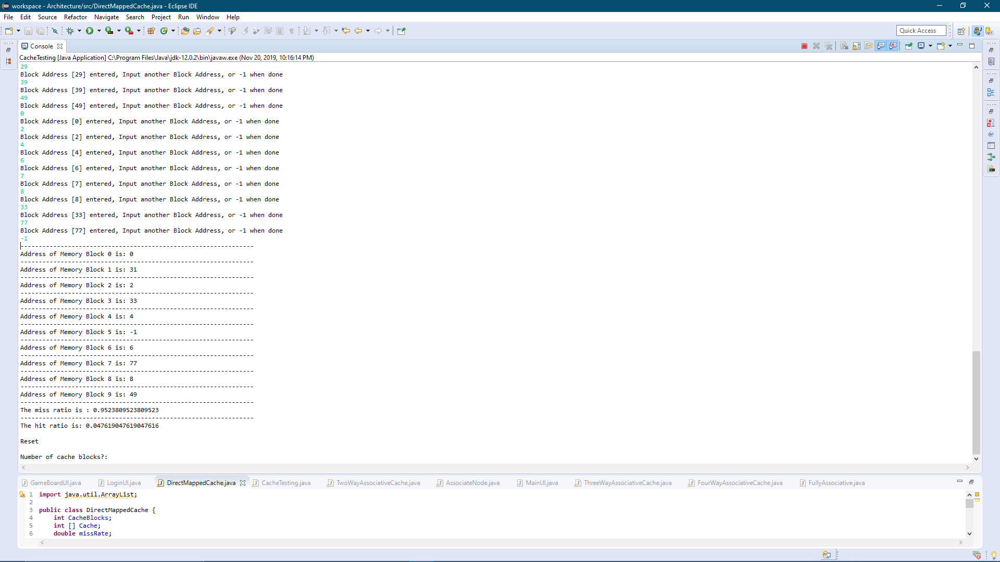 workspace - Architecture/src/DirectMappedCache.java - Eclipse IDE
File Edit Source Refactor Navigate Search Project Run Window Help
Quick Access
Console
CacheTesting [Java Application] C:\Program Files\Java\jdk-12.0.2\bin\javaw.exe (Nov 20, 2019, 10:16:14 PM)
29
Block Address [29] entered, Input another Block Address, or -1 when done
39
Block Address [39] entered, Input another Block Address, or -1 when done
49
Block Address [49] entered, Input another Block Address, or -1 when done
0
Block Address [0] entered, Input another Block Address, or -1 when done
2
Block Address [2] entered, Input another Block Address, or -1 when done
4
Block Address [4] entered, Input another Block Address, or -1 when done
6
Block Address [6] entered, Input another Block Address, or -1 when done
7
Block Address [7] entered, Input another Block Address, or -1 when done
8
Block Address [8] entered, Input another Block Address, or -1 when done
33
Block Address [33] entered, Input another Block Address, or -1 when done
77
Block Address [77] entered, Input another Block Address, or -1 when done
-1
----------------------------------------------------------------
Address of Memory Block 0 is: 0
----------------------------------------------------------------
Address of Memory Block 1 is: 31
----------------------------------------------------------------
Address of Memory Block 2 is: 2
----------------------------------------------------------------
Address of Memory Block 3 is: 33
----------------------------------------------------------------
Address of Memory Block 4 is: 4
----------------------------------------------------------------
Address of Memory Block 5 is: -1
----------------------------------------------------------------
Address of Memory Block 6 is: 6
----------------------------------------------------------------
Address of Memory Block 7 is: 77
----------------------------------------------------------------
Address of Memory Block 8 is: 8
----------------------------------------------------------------
Address of Memory Block 9 is: 49
----------------------------------------------------------------
The miss ratio is : 0.9523809523809523
----------------------------------------------------------------
The hit ratio is: 0.047619047619047616
Reset
Number of cache blocks?:
GameBoardUI.java LoginUI.java DirectMappedCache.java CacheTesting.java TwoWayAssociativeCache.java AssociateNode.java MainUI.java ThreeWayAssociativeCache.java FourWayAssociativeCache.java FullyAssociative.java
1 import java.util.ArrayList;
2
3 public class DirectMappedCache {
4 int CacheBlocks;
5 int [] Cache;
6 double missRate;